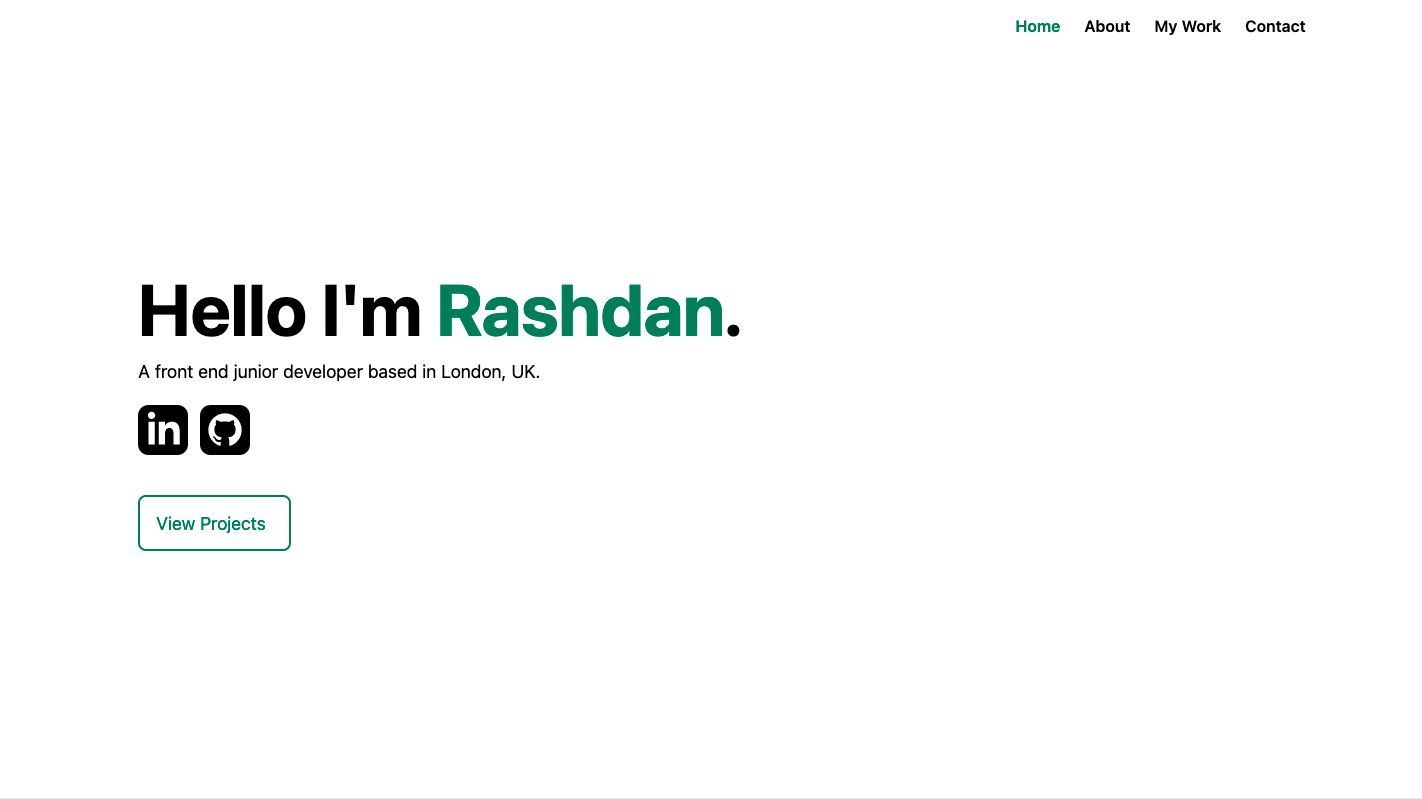 Home About My Work Contact
Hello I'm Rashdan.
A front end junior developer based in London, UK.
in
View Projects